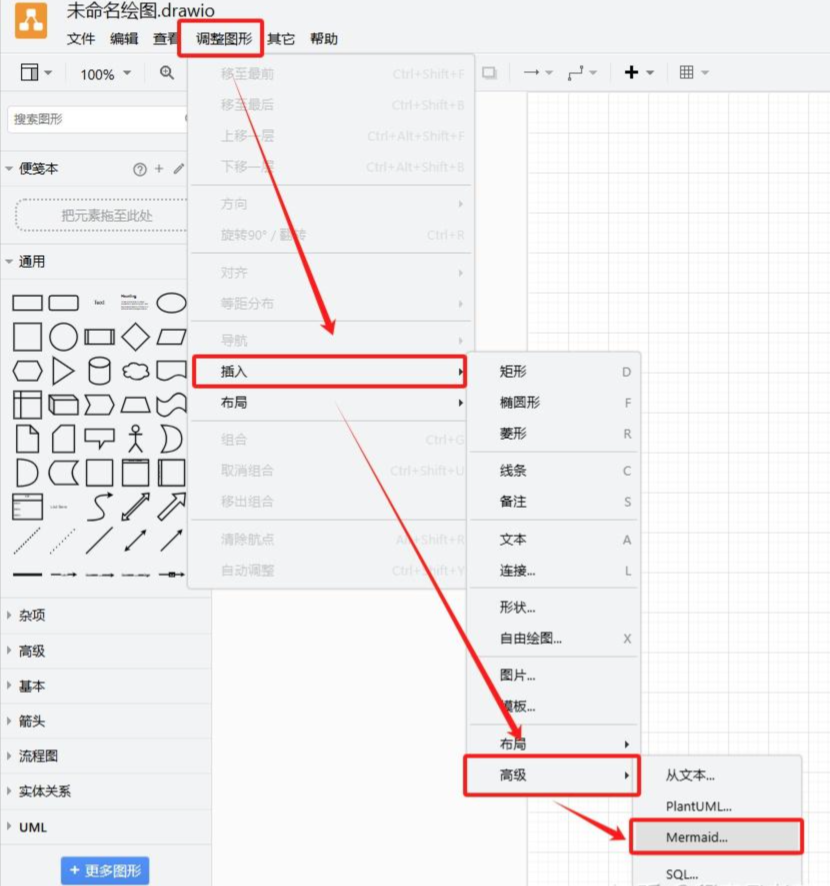 未命名绘图.drawio
文件 编辑 查看 调整图形 其它 帮助
100%
搜索图形
便笺本
把元素拖至此处
通用
Text
Heading
List Item
杂项
高级
基本
箭头
流程图
实体关系
UML
+ 更多图形
移至最前 Ctrl+Shift+F
移至最后 Ctrl+Shift+B
上移一层 Ctrl+Alt+Shift+F
下移一层 Ctrl+Alt+Shift+B
方向
旋转90° / 翻转 Ctrl+R
对齐
等距分布
导航
插入
布局
组合 Ctrl+G
取消组合 Ctrl+Shift+U
移出组合
清除航点 Alt+Shift+R
自动调整 Ctrl+Shift+Y
矩形 D
椭圆形 F
菱形 R
线条 C
备注 S
文本 A
连接... L
形状...
自由绘图... X
图片...
模板...
布局
高级
从文本...
PlantUML...
Mermaid...
SQL...